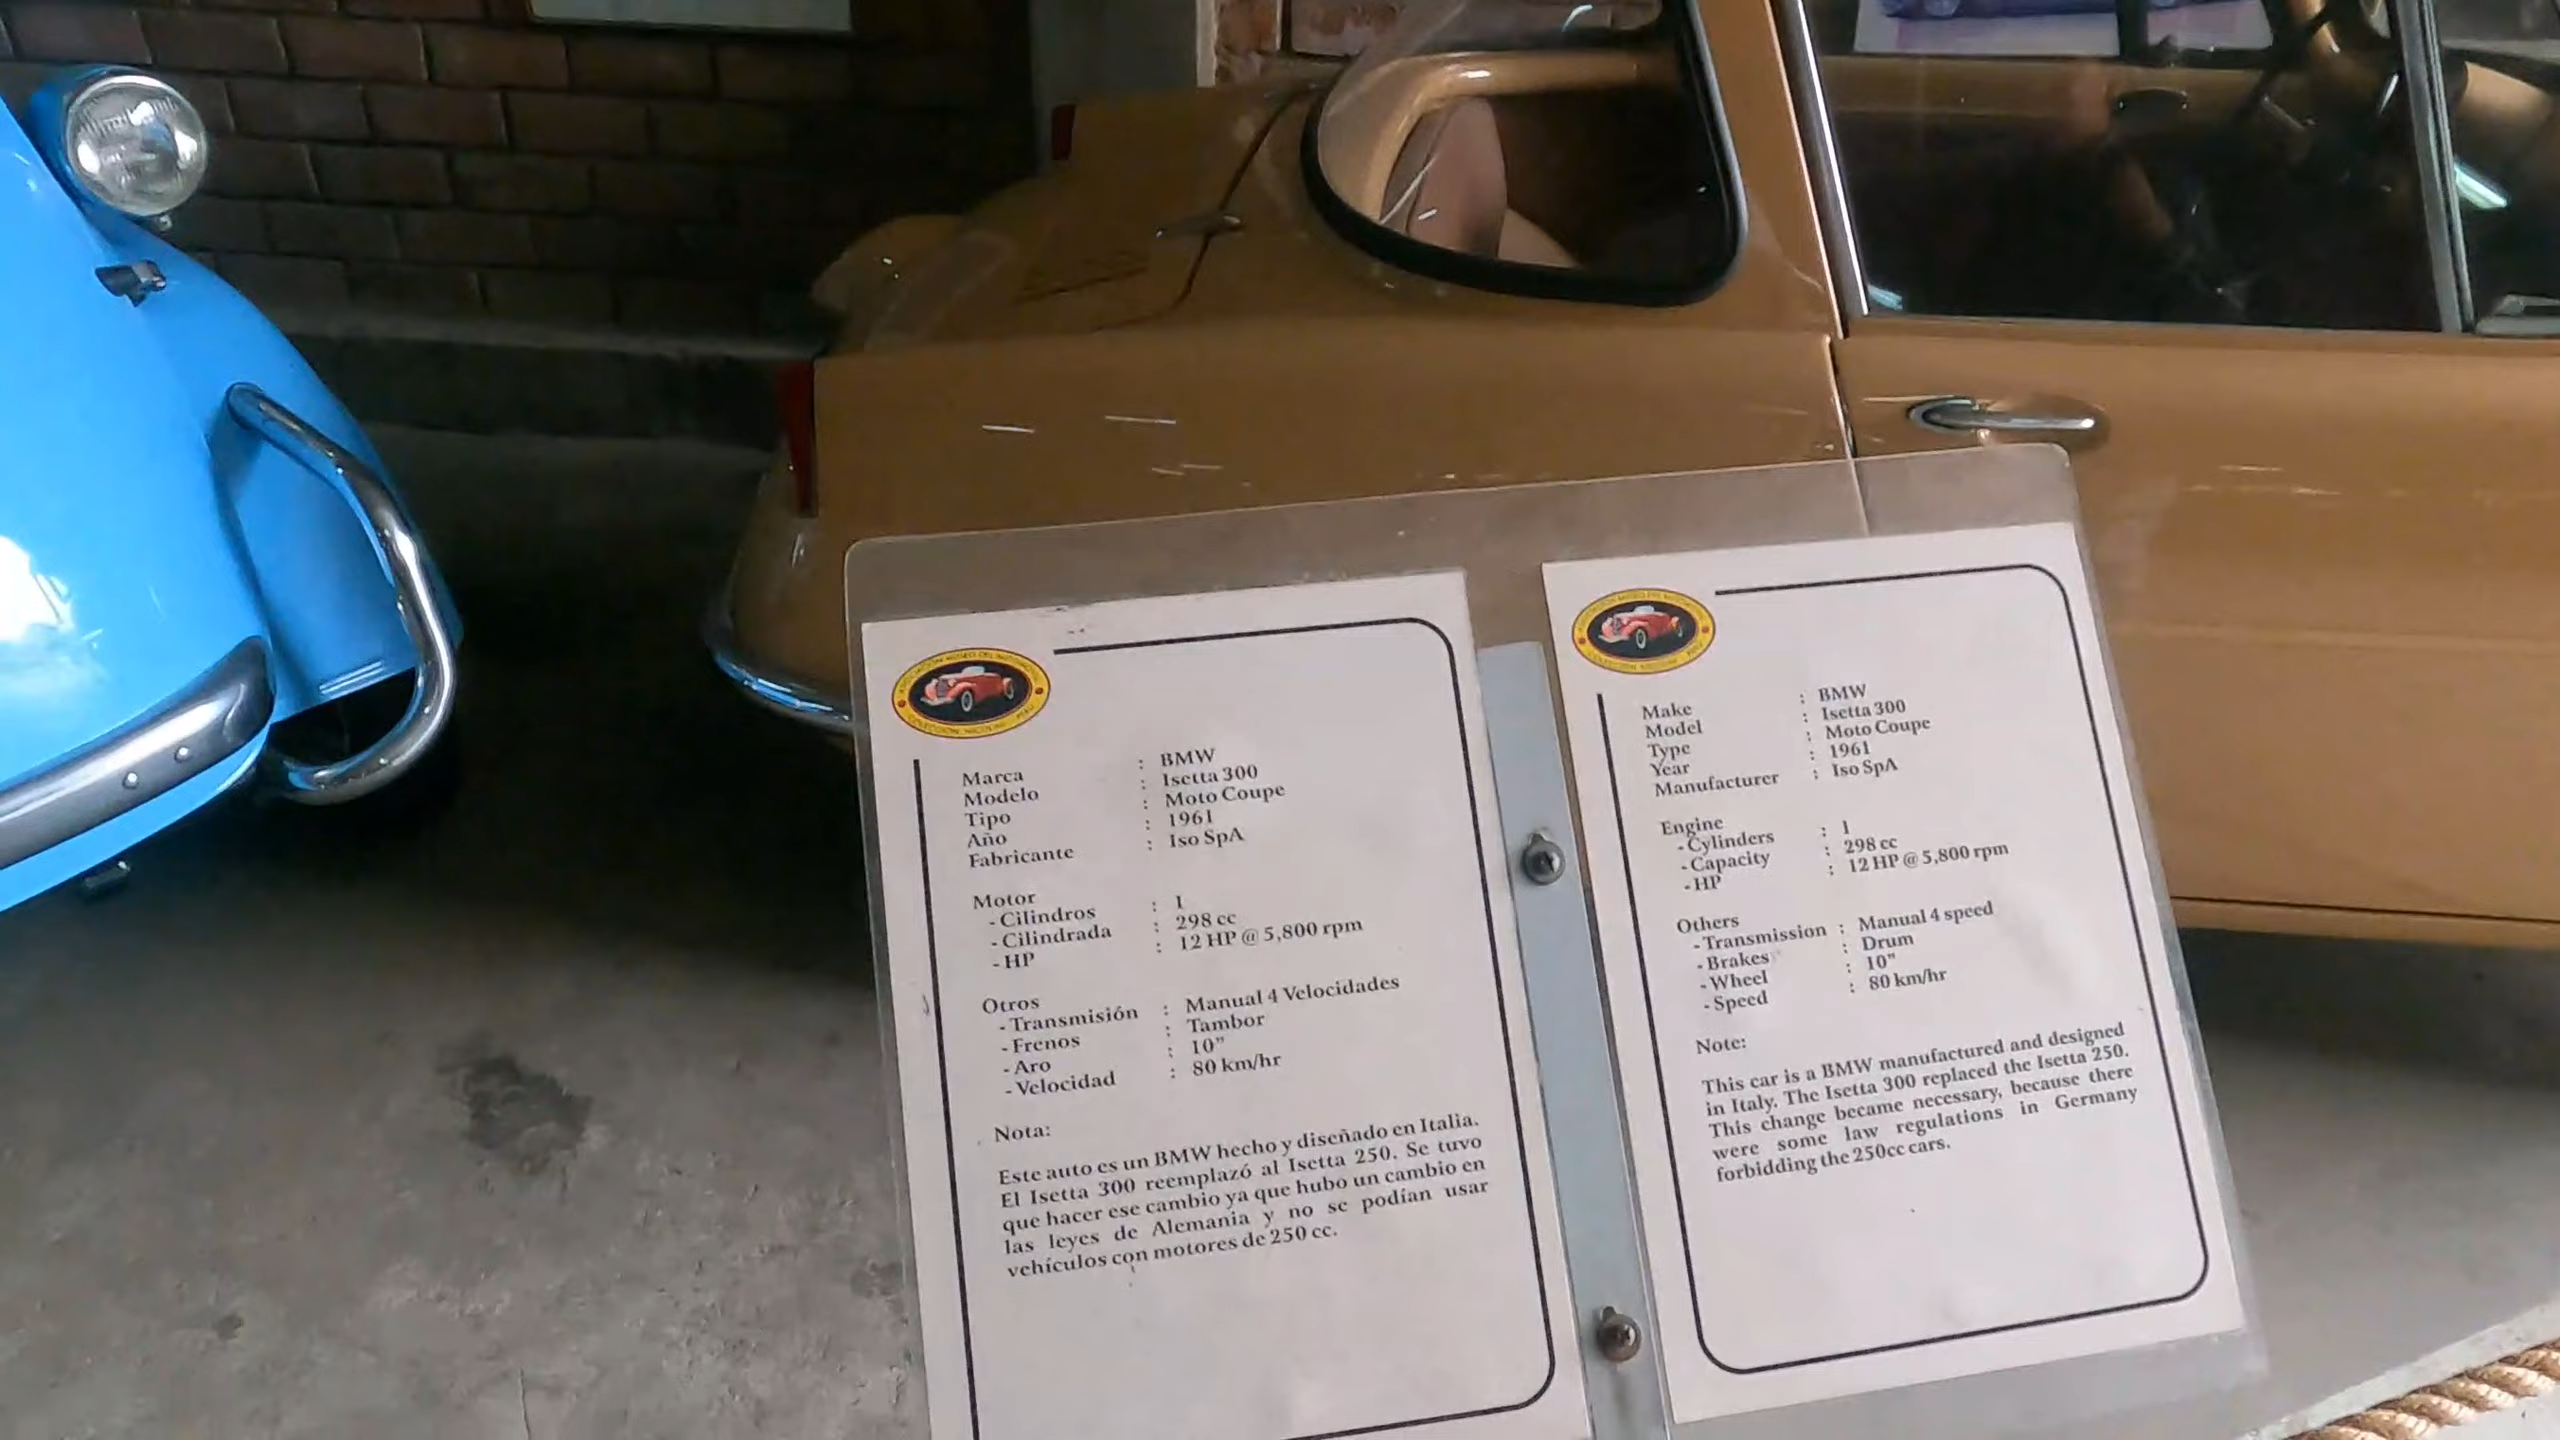 ASOCIACION MUSEO DEL AUTOMOVIL
COLECCION NICOLINI - PERU
Marca : BMW
Modelo : Isetta 300
Tipo : Moto Coupe
Año : 1961
Fabricante : Iso SpA
Motor
- Cilindros : 1
- Cilindrada : 298 cc
- HP : 12 HP @ 5,800 rpm
Otros
- Transmisión : Manual 4 Velocidades
- Frenos : Tambor
- Aro : 10"
- Velocidad : 80 km/hr
Nota:
Este auto es un BMW hecho y diseñado en Italia.
El Isetta 300 reemplazó al Isetta 250. Se tuvo
que hacer ese cambio ya que hubo un cambio en
las leyes de Alemania y no se podían usar
vehículos con motores de 250 cc.
Make : BMW
Model : Isetta 300
Type : Moto Coupe
Year : 1961
Manufacturer : Iso SpA
Engine
- Cylinders : 1
- Capacity : 298 cc
- HP : 12 HP @ 5,800 rpm
Others
- Transmission : Manual 4 speed
- Brakes : Drum
- Wheel : 10"
- Speed : 80 km/hr
Note:
This car is a BMW manufactured and designed
in Italy. The Isetta 300 replaced the Isetta 250.
This change became necessary, because there
were some law regulations in Germany
forbidding the 250cc cars.